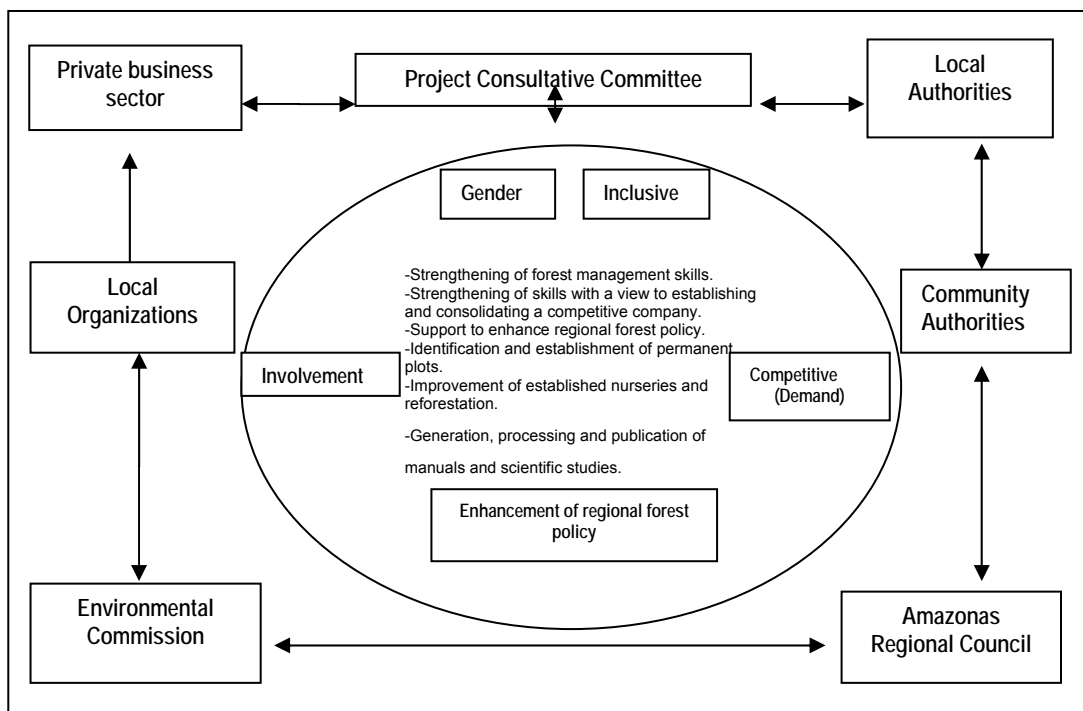 Private business
sector
Project Consultative Committee
Local
Authorities
Gender
Inclusive
Local
Organizations
-Strengthening of forest management skills.
-Strengthening of skills with a view to establishing
and consolidating a competitive company.
-Support to enhance regional forest policy.
-Identification and establishment of permanent
plots.
-Improvement of established nurseries and
reforestation.
-Generation, processing and publication of
manuals and scientific studies.
Community
Authorities
Involvement
Competitive
(Demand)
Enhancement of regional forest
policy
Environmental
Commission
Amazonas
Regional Council